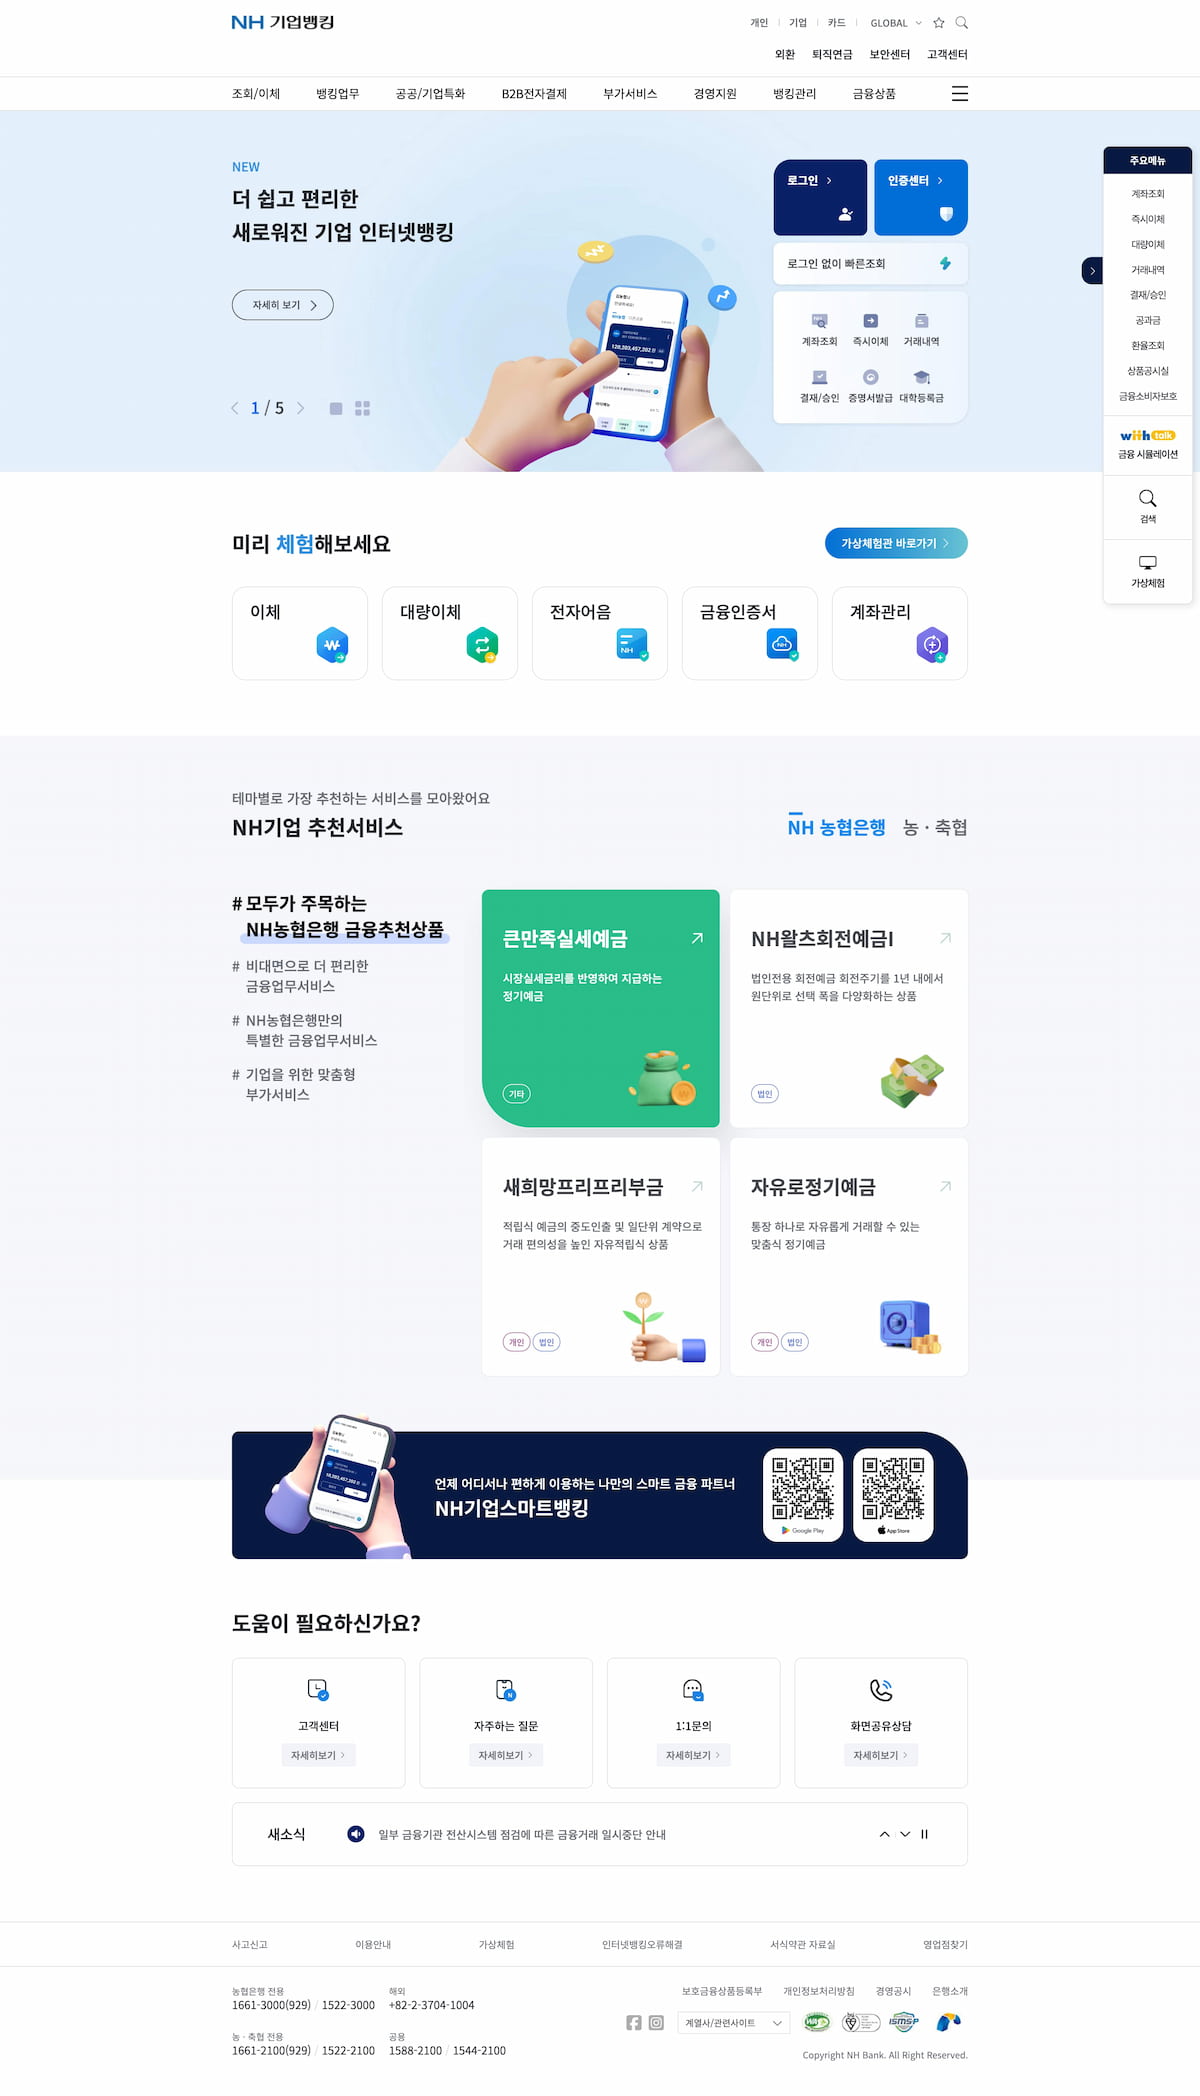 NH 기업뱅킹
개인
기업
카드
GLOBAL
외환
퇴직연금
보안센터
고객센터
조회/이체
뱅킹업무
공공/기업특화
B2B전자결제
부가서비스
경영지원
뱅킹관리
금융상품
NEW
더 쉽고 편리한
새로워진 기업 인터넷뱅킹
자세히 보기
1 / 5
로그인
인증센터
로그인 없이 빠른조회
계좌조회
즉시이체
거래내역
결재/승인
증명서발급
대학등록금
주요메뉴
계좌조회
즉시이체
대량이체
거래내역
결재/승인
공과금
환율조회
상품공시실
금융소비자보호
wiith talk
금융 시뮬레이션
검색
가상체험
미리 체험해보세요
가상체험관 바로가기
이체
대량이체
전자어음
NH
금융인증서
NH
계좌관리
테마별로 가장 추천하는 서비스를 모아왔어요
NH기업 추천서비스
NH 농협은행
농 · 축협
# 모두가 주목하는
NH농협은행 금융추천상품
# 비대면으로 더 편리한
금융업무서비스
# NH농협은행만의
특별한 금융업무서비스
# 기업을 위한 맞춤형
부가서비스
큰만족실세예금
시장실세금리를 반영하여 지급하는
정기예금
기타
NH왈츠회전예금I
법인전용 회전예금 회전주기를 1년 내에서
원단위로 선택 폭을 다양화하는 상품
법인
새희망프리프리부금
적립식 예금의 중도인출 및 일단위 계약으로
거래 편의성을 높인 자유적립식 상품
개인
법인
자유로정기예금
통장 하나로 자유롭게 거래할 수 있는
맞춤식 정기예금
개인
법인
언제 어디서나 편하게 이용하는 나만의 스마트 금융 파트너
NH기업스마트뱅킹
Google Play
App Store
도움이 필요하신가요?
고객센터
자세히보기
자주하는 질문
자세히보기
1:1문의
자세히보기
화면공유상담
자세히보기
새소식
일부 금융기관 전산시스템 점검에 따른 금융거래 일시중단 안내
사고신고
이용안내
가상체험
인터넷뱅킹오류해결
서식약관 자료실
영업점찾기
농협은행 전용
1661-3000(929) / 1522-3000
해외
+82-2-3704-1004
농 · 축협 전용
1661-2100(929) / 1522-2100
공용
1588-2100 / 1544-2100
보호금융상품등록부
개인정보처리방침
경영공시
은행소개
계열사/관련사이트
WA
ISMS-P
Copyright NH Bank. All Right Reserved.